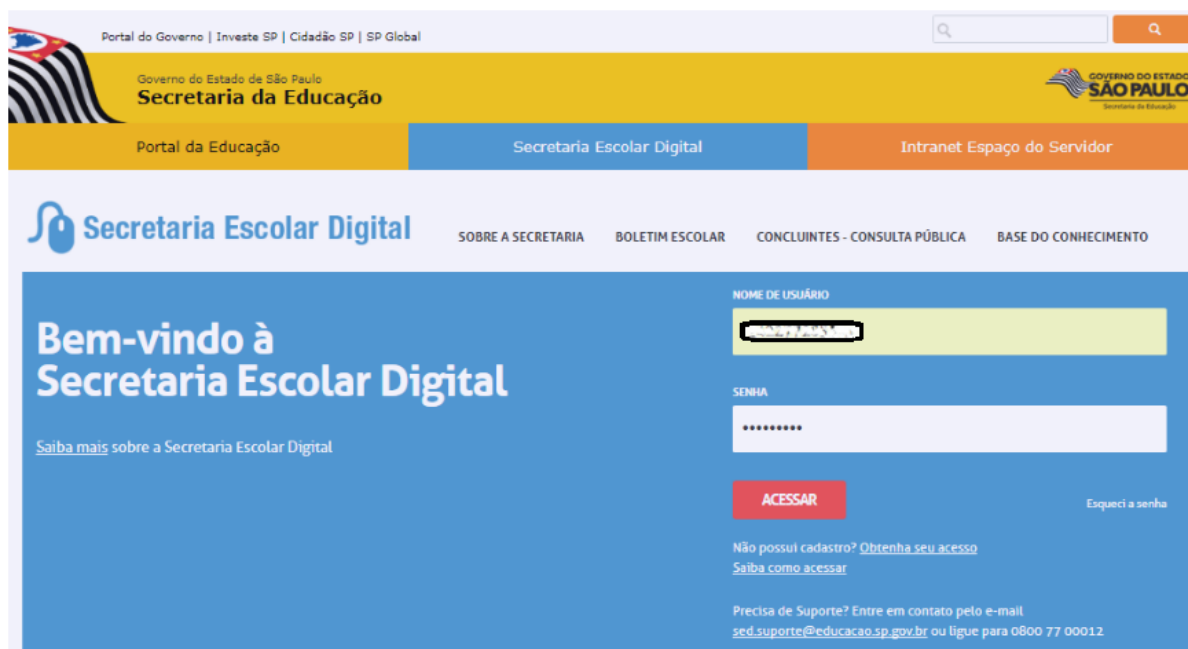 Portal do Governo | Investe SP | Cidadão SP | SP Global
Governo do Estado de São Paulo
Secretaria da Educação
GOVERNO DO ESTADO
SÃO PAULO
Secretaria da Educação
Portal da Educação
Secretaria Escolar Digital
Intranet Espaço do Servidor
Secretaria Escolar Digital
SOBRE A SECRETARIA
BOLETIM ESCOLAR
CONCLUINTES - CONSULTA PÚBLICA
BASE DO CONHECIMENTO
Bem-vindo à
Secretaria Escolar Digital
Saiba mais sobre a Secretaria Escolar Digital
NOME DE USUÁRIO
SENHA
•••••••••
ACESSAR
Esqueci a senha
Não possui cadastro? Obtenha seu acesso
Saiba como acessar
Precisa de Suporte? Entre em contato pelo e-mail
sed.suporte@educacao.sp.gov.br ou ligue para 0800 77 00012